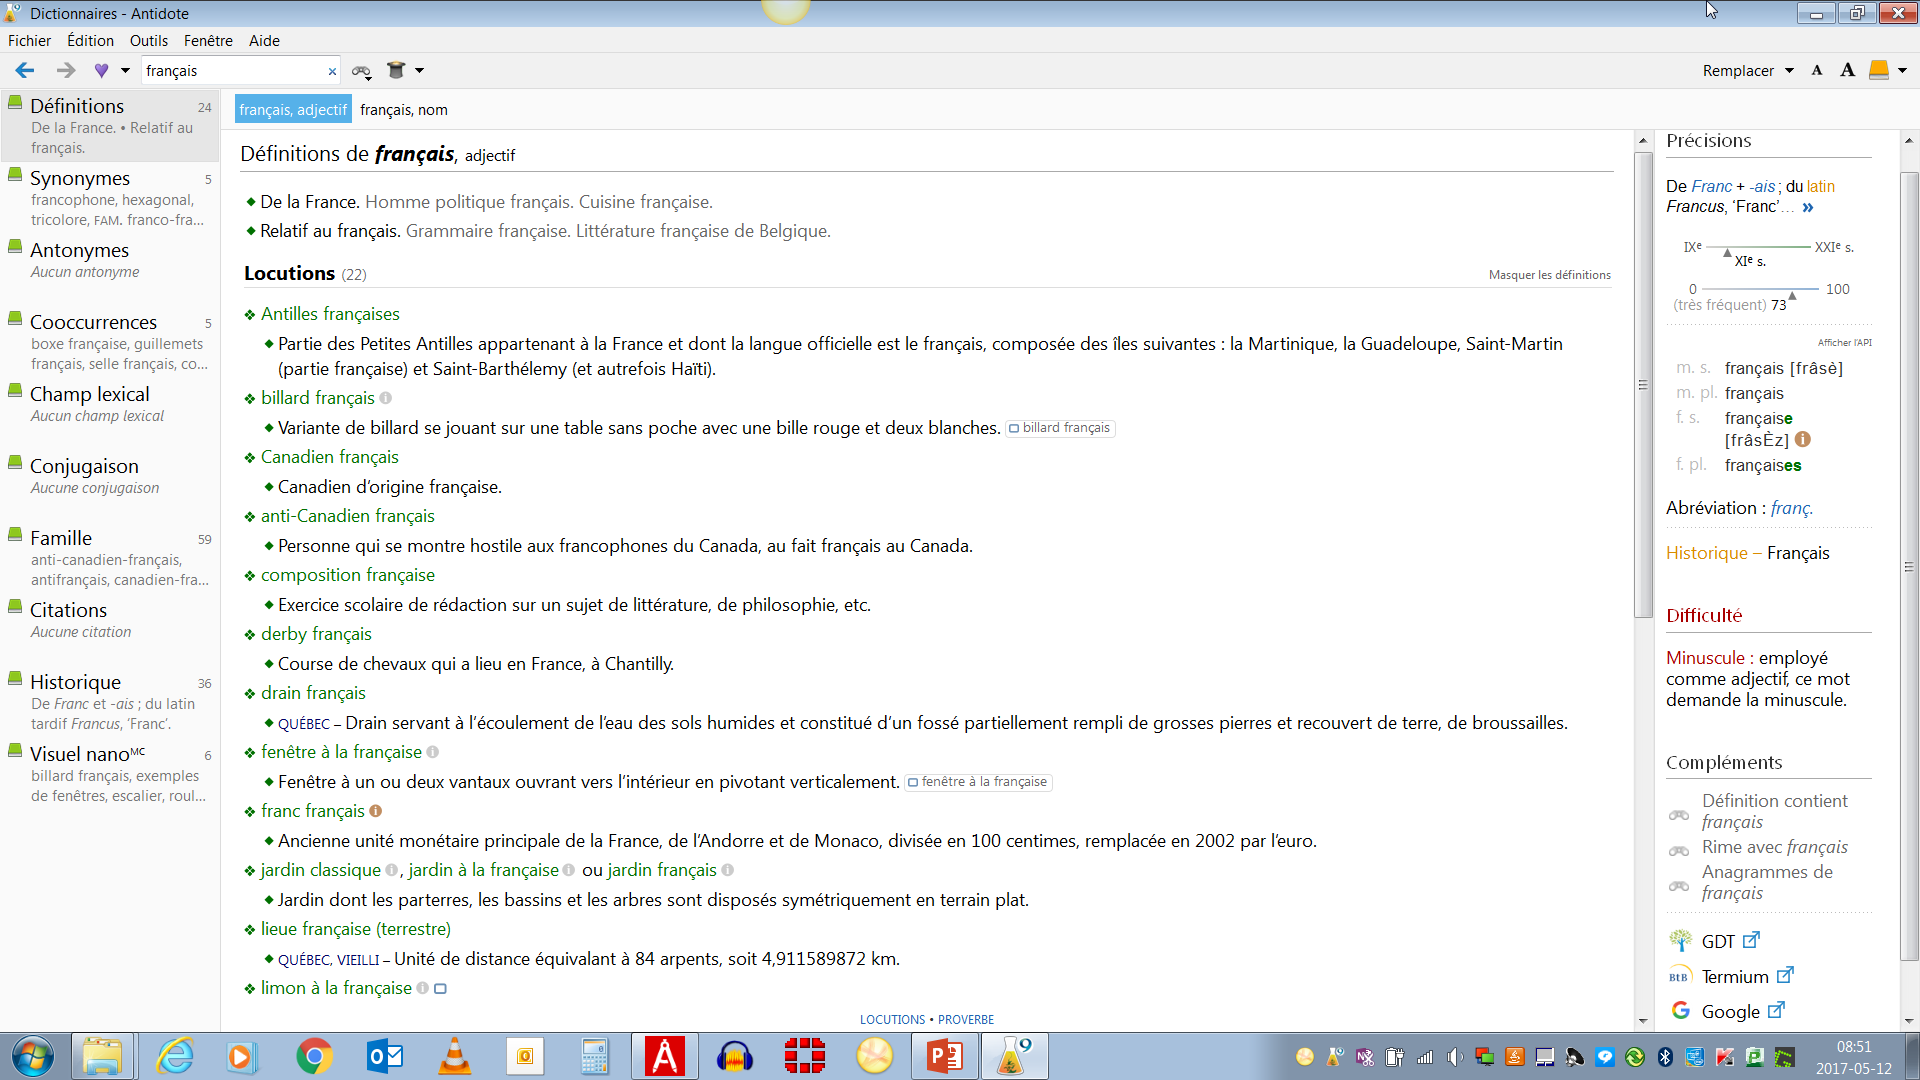 Dictionnaires - Antidote
Fichier Édition Outils Fenêtre Aide
français
Remplacer A A
Définitions 24
De la France. • Relatif au
français.
Synonymes 5
francophone, hexagonal,
tricolore, FAM. franco-fra...
Antonymes
Aucun antonyme
Cooccurrences 5
boxe française, guillemets
français, selle français, co...
Champ lexical
Aucun champ lexical
Conjugaison
Aucune conjugaison
Famille 59
anti-canadien-français,
antifrançais, canadien-fra...
Citations
Aucune citation
Historique 36
De Franc et -ais ; du latin
tardif Francus, ‘Franc’.
Visuel nanoMC 6
billard français, exemples
de fenêtres, escalier, roul...
français, adjectif français, nom
Définitions de français, adjectif
De la France. Homme politique français. Cuisine française.
Relatif au français. Grammaire française. Littérature française de Belgique.
Locutions (22) Masquer les définitions
Antilles françaises
Partie des Petites Antilles appartenant à la France et dont la langue officielle est le français, composée des îles suivantes : la Martinique, la Guadeloupe, Saint-Martin
(partie française) et Saint-Barthélemy (et autrefois Haïti).
billard français
Variante de billard se jouant sur une table sans poche avec une bille rouge et deux blanches. billard français
Canadien français
Canadien d’origine française.
anti-Canadien français
Personne qui se montre hostile aux francophones du Canada, au fait français au Canada.
composition française
Exercice scolaire de rédaction sur un sujet de littérature, de philosophie, etc.
derby français
Course de chevaux qui a lieu en France, à Chantilly.
drain français
QUÉBEC – Drain servant à l’écoulement de l’eau des sols humides et constitué d’un fossé partiellement rempli de grosses pierres et recouvert de terre, de broussailles.
fenêtre à la française
Fenêtre à un ou deux vantaux ouvrant vers l’intérieur en pivotant verticalement. fenêtre à la française
franc français
Ancienne unité monétaire principale de la France, de l’Andorre et de Monaco, divisée en 100 centimes, remplacée en 2002 par l’euro.
jardin classique, jardin à la française ou jardin français
Jardin dont les parterres, les bassins et les arbres sont disposés symétriquement en terrain plat.
lieue française (terrestre)
QUÉBEC, VIEILLI – Unité de distance équivalant à 84 arpents, soit 4,911589872 km.
limon à la française
LOCUTIONS • PROVERBE
Précisions
De Franc + -ais ; du latin
Francus, ‘Franc’... »
IXe XXIe s.
XIe s.
0 100
(très fréquent) 73
Afficher l’API
m. s. français [frâsè]
m. pl. français
f. s. française
[frâsÈz]
f. pl. françaises
Abréviation : franç.
Historique – Français
Difficulté
Minuscule : employé
comme adjectif, ce mot
demande la minuscule.
Compléments
Définition contient
français
Rime avec français
Anagrammes de
français
GDT
BtB Termium
Google
08:51
2017-05-12